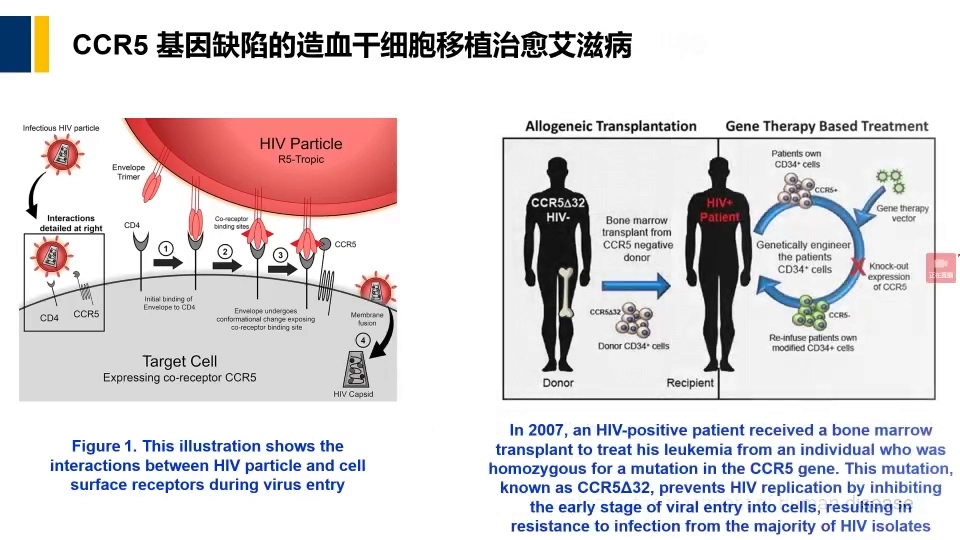 CCR5 基因缺陷的造血干细胞移植治愈艾滋病
Infectious HIV particle
HIV Particle
R5-Tropic
Envelope
Trimer
Interactions
detailed at right
CD4
Co-receptor
binding sites
CCR5
1
2
3
CD4
CCR5
Initial binding of
Envelope to CD4
Envelope undergoes
conformational change exposing
co-receptor binding site
Membrane
fusion
4
Target Cell
Expressing co-receptor CCR5
HIV Capsid
Figure 1. This illustration shows the
interactions between HIV particle and cell
surface receptors during virus entry
Allogeneic Transplantation
Gene Therapy Based Treatment
CCR5Δ32
HIV-
Bone marrow
transplant from
CCR5 negative
donor
CCR5Δ32
Donor CD34⁺ cells
Donor
HIV+
Patient
Recipient
Patients own
CD34⁺ cells
CCR5+
Gene therapy
vector
Genetically engineer
the patients
CD34⁺ cells
Knock-out
expression
of CCR5
CCR5-
Re-infuse patients own
modified CD34+ cells
正在直播
In 2007, an HIV-positive patient received a bone marrow
transplant to treat his leukemia from an individual who was
homozygous for a mutation in the CCR5 gene. This mutation,
known as CCR5Δ32, prevents HIV replication by inhibiting
the early stage of viral entry into cells, resulting in
resistance to infection from the majority of HIV isolates